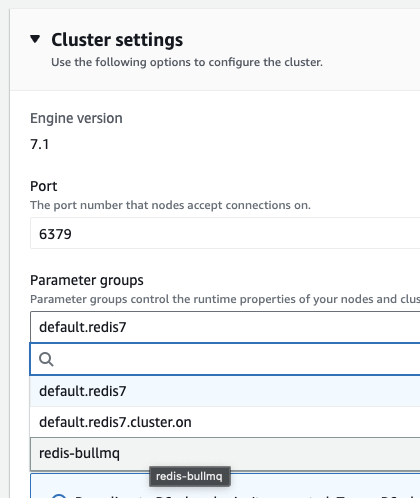 Cluster settings
Use the following options to configure the cluster.
Engine version
7.1
Port
The port number that nodes accept connections on.
6379
Parameter groups
Parameter groups control the runtime properties of your nodes and clus
default.redis7
default.redis7
default.redis7.cluster.on
redis-bullmq
redis-bullmq